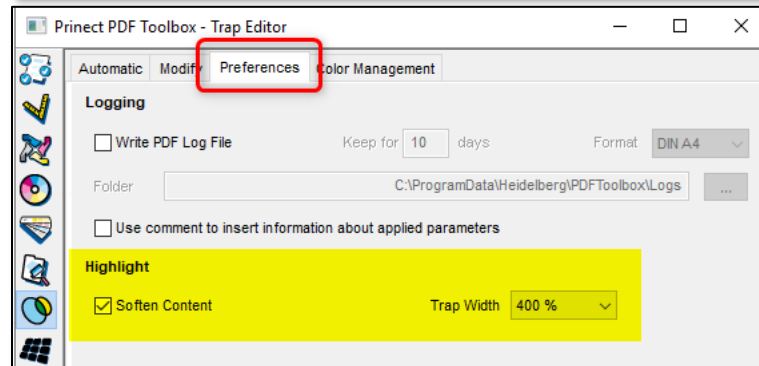 Prinect PDF Toolbox - Trap Editor
Automatic Modify Preferences Color Management
Logging
Write PDF Log File Keep for 10 days Format DIN A4
Folder C:\ProgramData\Heidelberg\PDFToolbox\Logs ...
Use comment to insert information about applied parameters
Highlight
Soften Content Trap Width 400 %